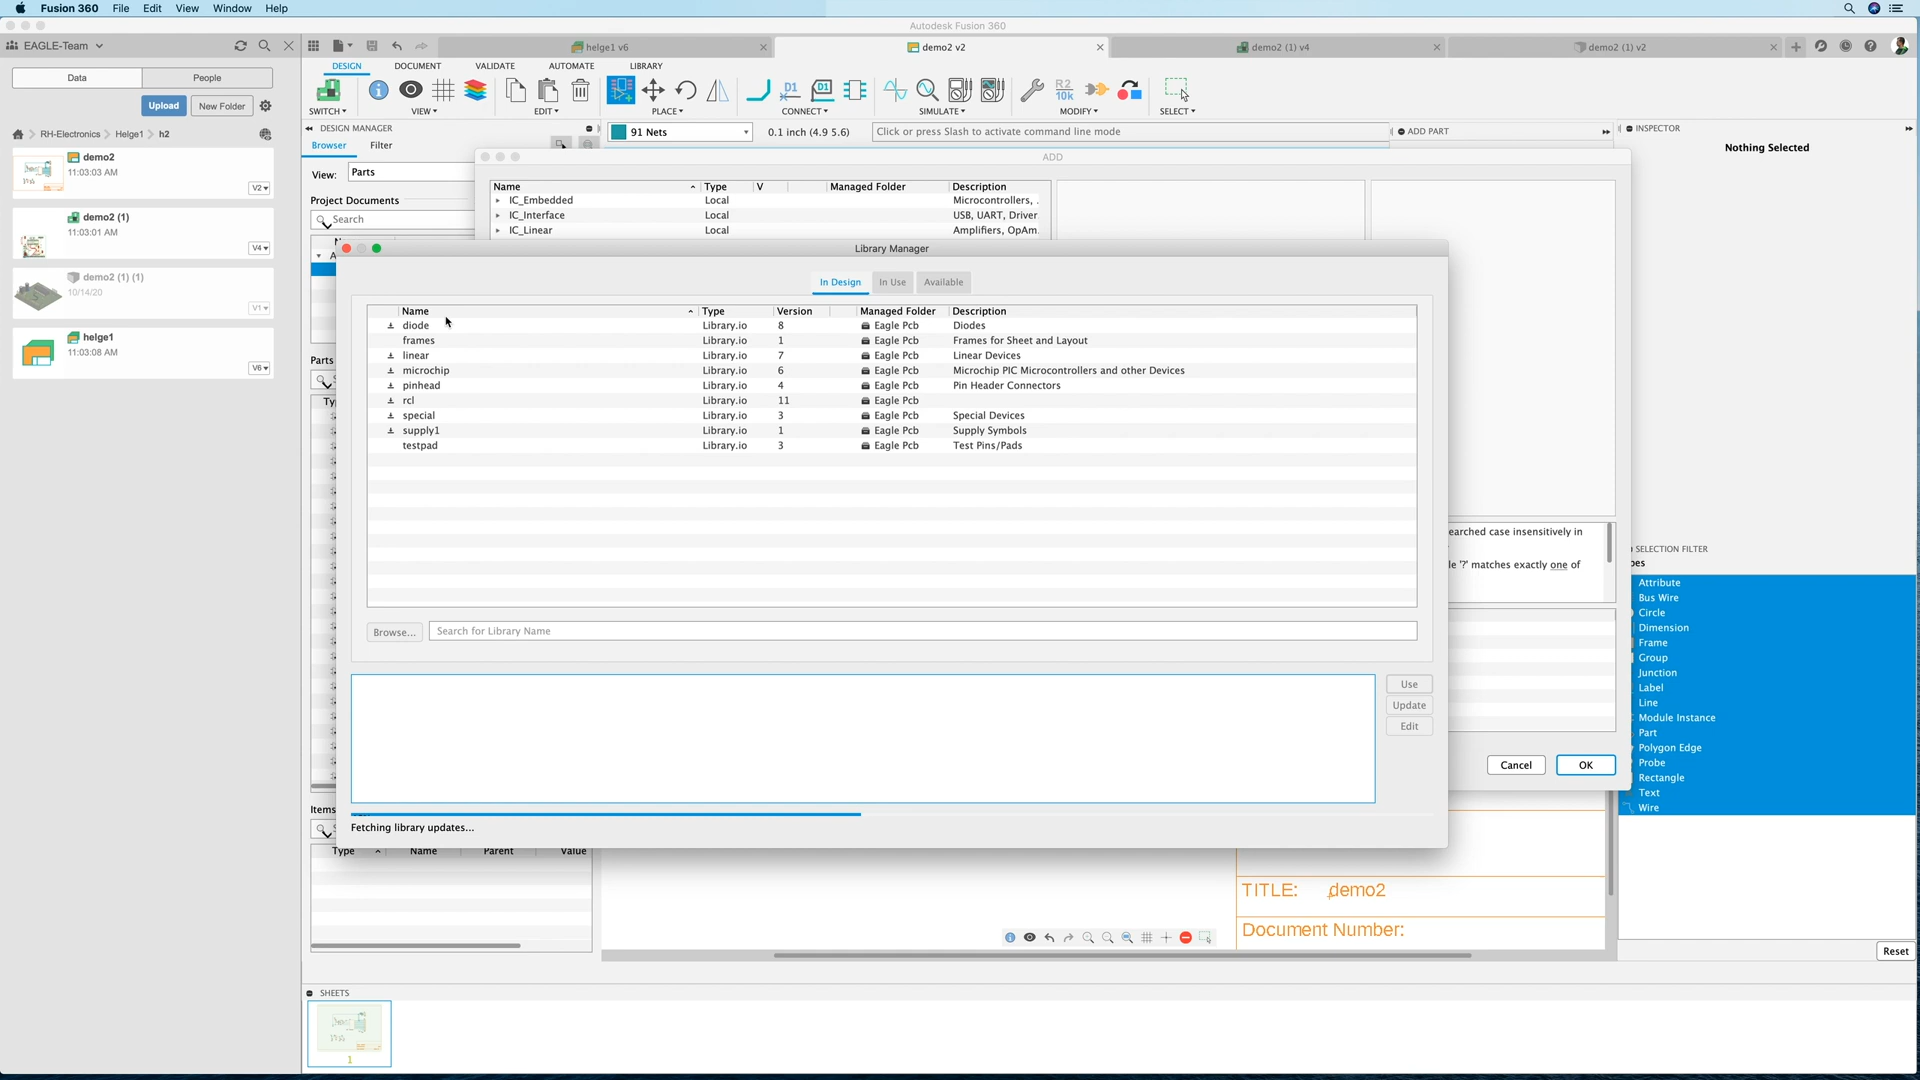 Fusion 360 File Edit View Window Help
Autodesk Fusion 360
EAGLE-Team
helge1 v6
demo2 v2
demo2 (1) v4
demo2 (1) v2
DESIGN DOCUMENT VALIDATE AUTOMATE LIBRARY
Data People
Upload New Folder
D1 D1 R2 10k
SWITCH VIEW EDIT PLACE CONNECT SIMULATE MODIFY SELECT
RH-Electronics Helge1 h2
DESIGN MANAGER
91 Nets
0.1 inch (4.9 5.6)
Click or press Slash to activate command line mode
ADD PART
INSPECTOR
Browser Filter
Nothing Selected
demo2
11:03:03 AM
V2
View: Parts
Project Documents
Search
demo2 (1)
11:03:01 AM
V4
demo2 (1) (1)
10/14/20
V1
helge1
11:03:08 AM
V6
ADD
Name Type V Managed Folder Description
IC_Embedded Local Microcontrollers, .
IC_Interface Local USB, UART, Driver
IC_Linear Local Amplifiers, OpAm
Library Manager
In Design In Use Available
Name Type Version Managed Folder Description
diode Library.io 8 Eagle Pcb Diodes
frames Library.io 1 Eagle Pcb Frames for Sheet and Layout
linear Library.io 7 Eagle Pcb Linear Devices
microchip Library.io 6 Eagle Pcb Microchip PIC Microcontrollers and other Devices
pinhead Library.io 4 Eagle Pcb Pin Header Connectors
rcl Library.io 11 Eagle Pcb
special Library.io 3 Eagle Pcb Special Devices
supply1 Library.io 1 Eagle Pcb Supply Symbols
testpad Library.io 3 Eagle Pcb Test Pins/Pads
Browse... Search for Library Name
Use
Update
Edit
Fetching library updates...
Parts
Ty
Items
Type Name Parent Value
earched case insensitively in
le '?' matches exactly one of
Cancel OK
SELECTION FILTER
Attribute
Bus Wire
Circle
Dimension
Frame
Group
Junction
Label
Line
Module Instance
Part
Polygon Edge
Probe
Rectangle
Text
Wire
TITLE: demo2
Document Number:
Reset
SHEETS
1